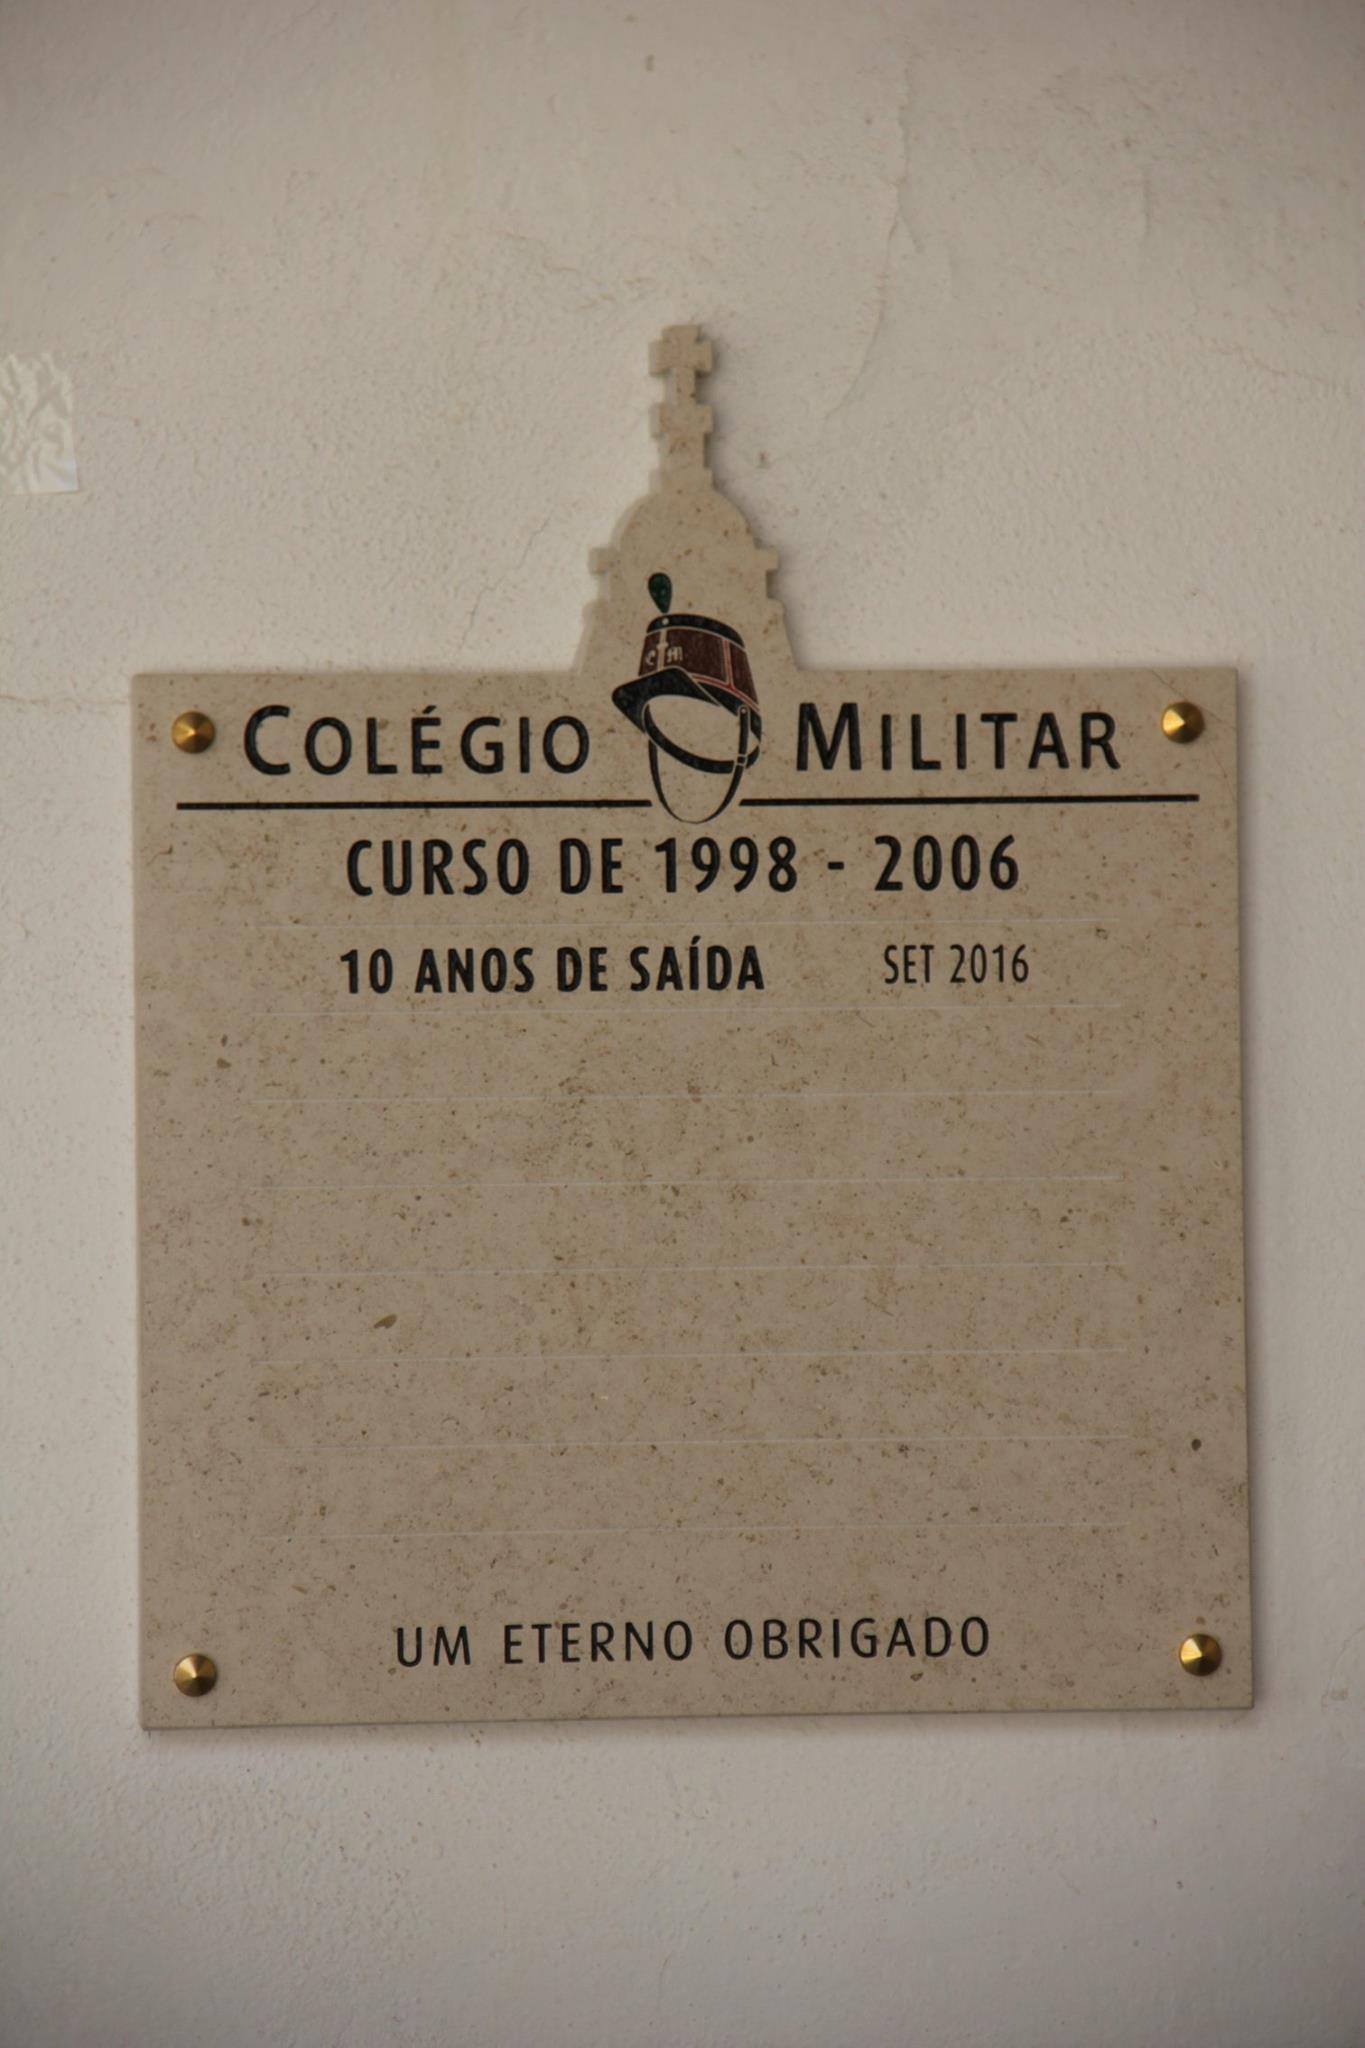 COLÉGIO MILITAR
CURSO DE 1998 - 2006
10 ANOS DE SAÍDA SET 2016
UM ETERNO OBRIGADO